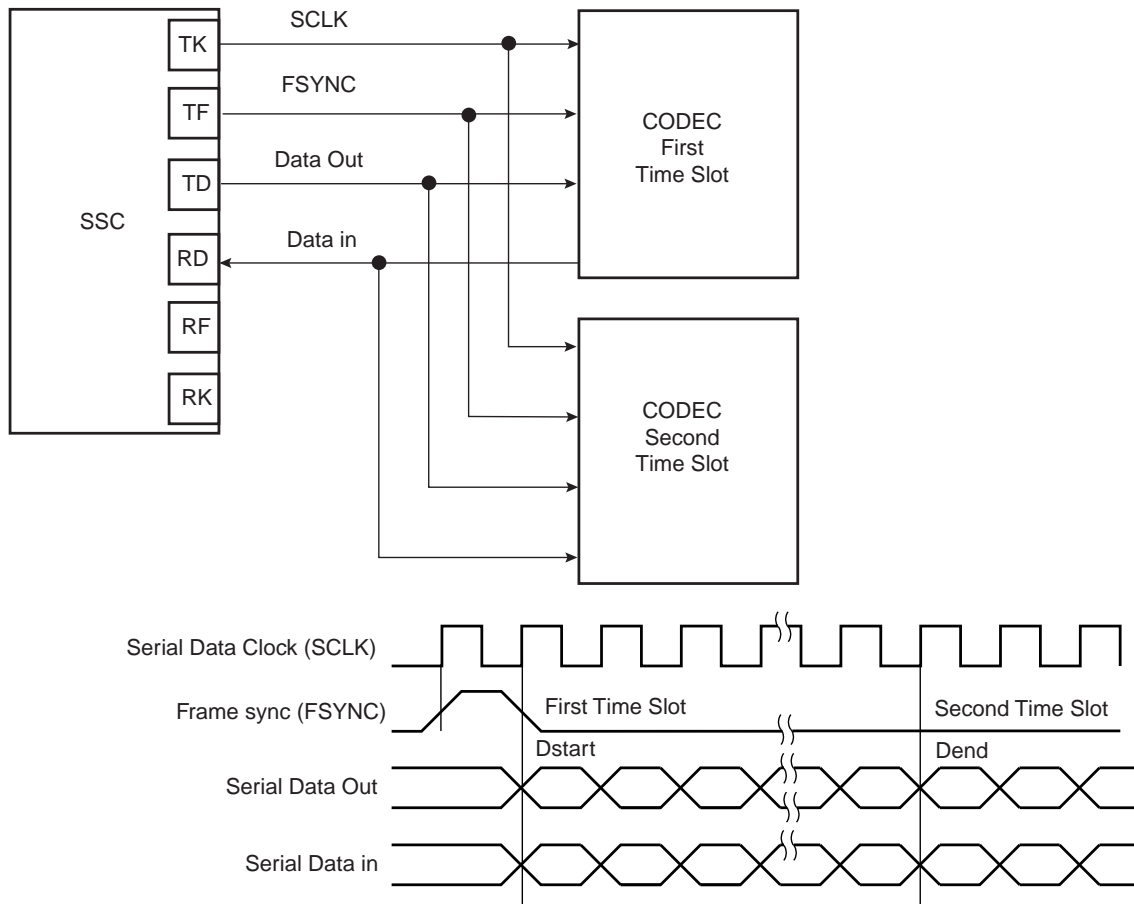 SCLK
TK
FSYNC
TF
CODEC
First
Time Slot
Data Out
TD
SSC
Data in
RD
RF
RK
CODEC
Second
Time Slot
Serial Data Clock (SCLK)
Frame sync (FSYNC)
First Time Slot
Second Time Slot
Dstart
Dend
Serial Data Out
Serial Data in